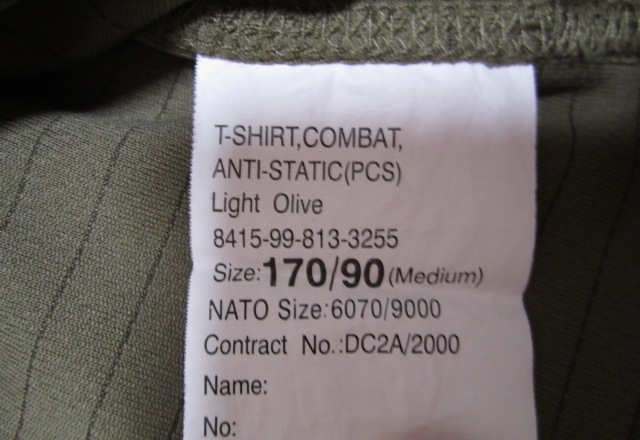 T-SHIRT,COMBAT,
ANTI-STATIC(PCS)
Light Olive
8415-99-813-3255
Size:170/90(Medium)
NATO Size:6070/9000
Contract No.:DC2A/2000
Name:
No: